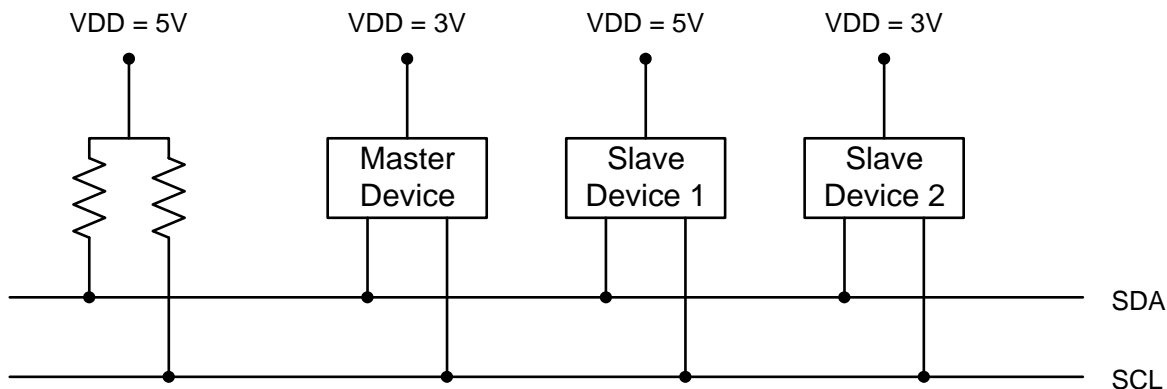 VDD = 5V
VDD = 3V
VDD = 5V
VDD = 3V
Master
Device
Slave
Device 1
Slave
Device 2
SDA
SCL